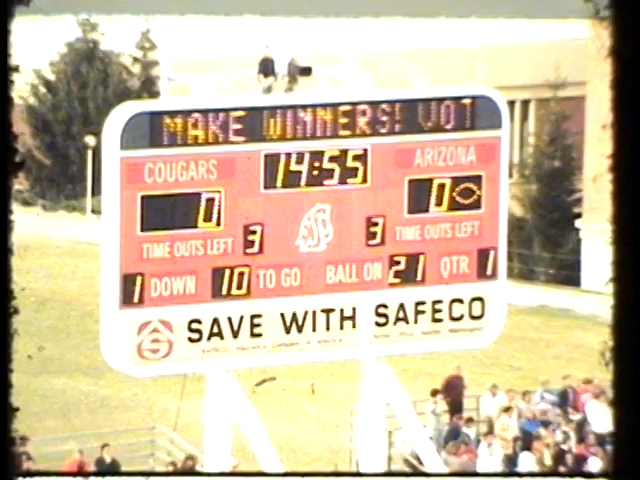 MAKE WINNERS! VOT
COUGARS 14:55 ARIZONA
0 0
TIME OUTS LEFT 3 3 TIME OUTS LEFT
1 DOWN 10 TO GO BALL ON 21 QTR 1
SAVE WITH SAFECO